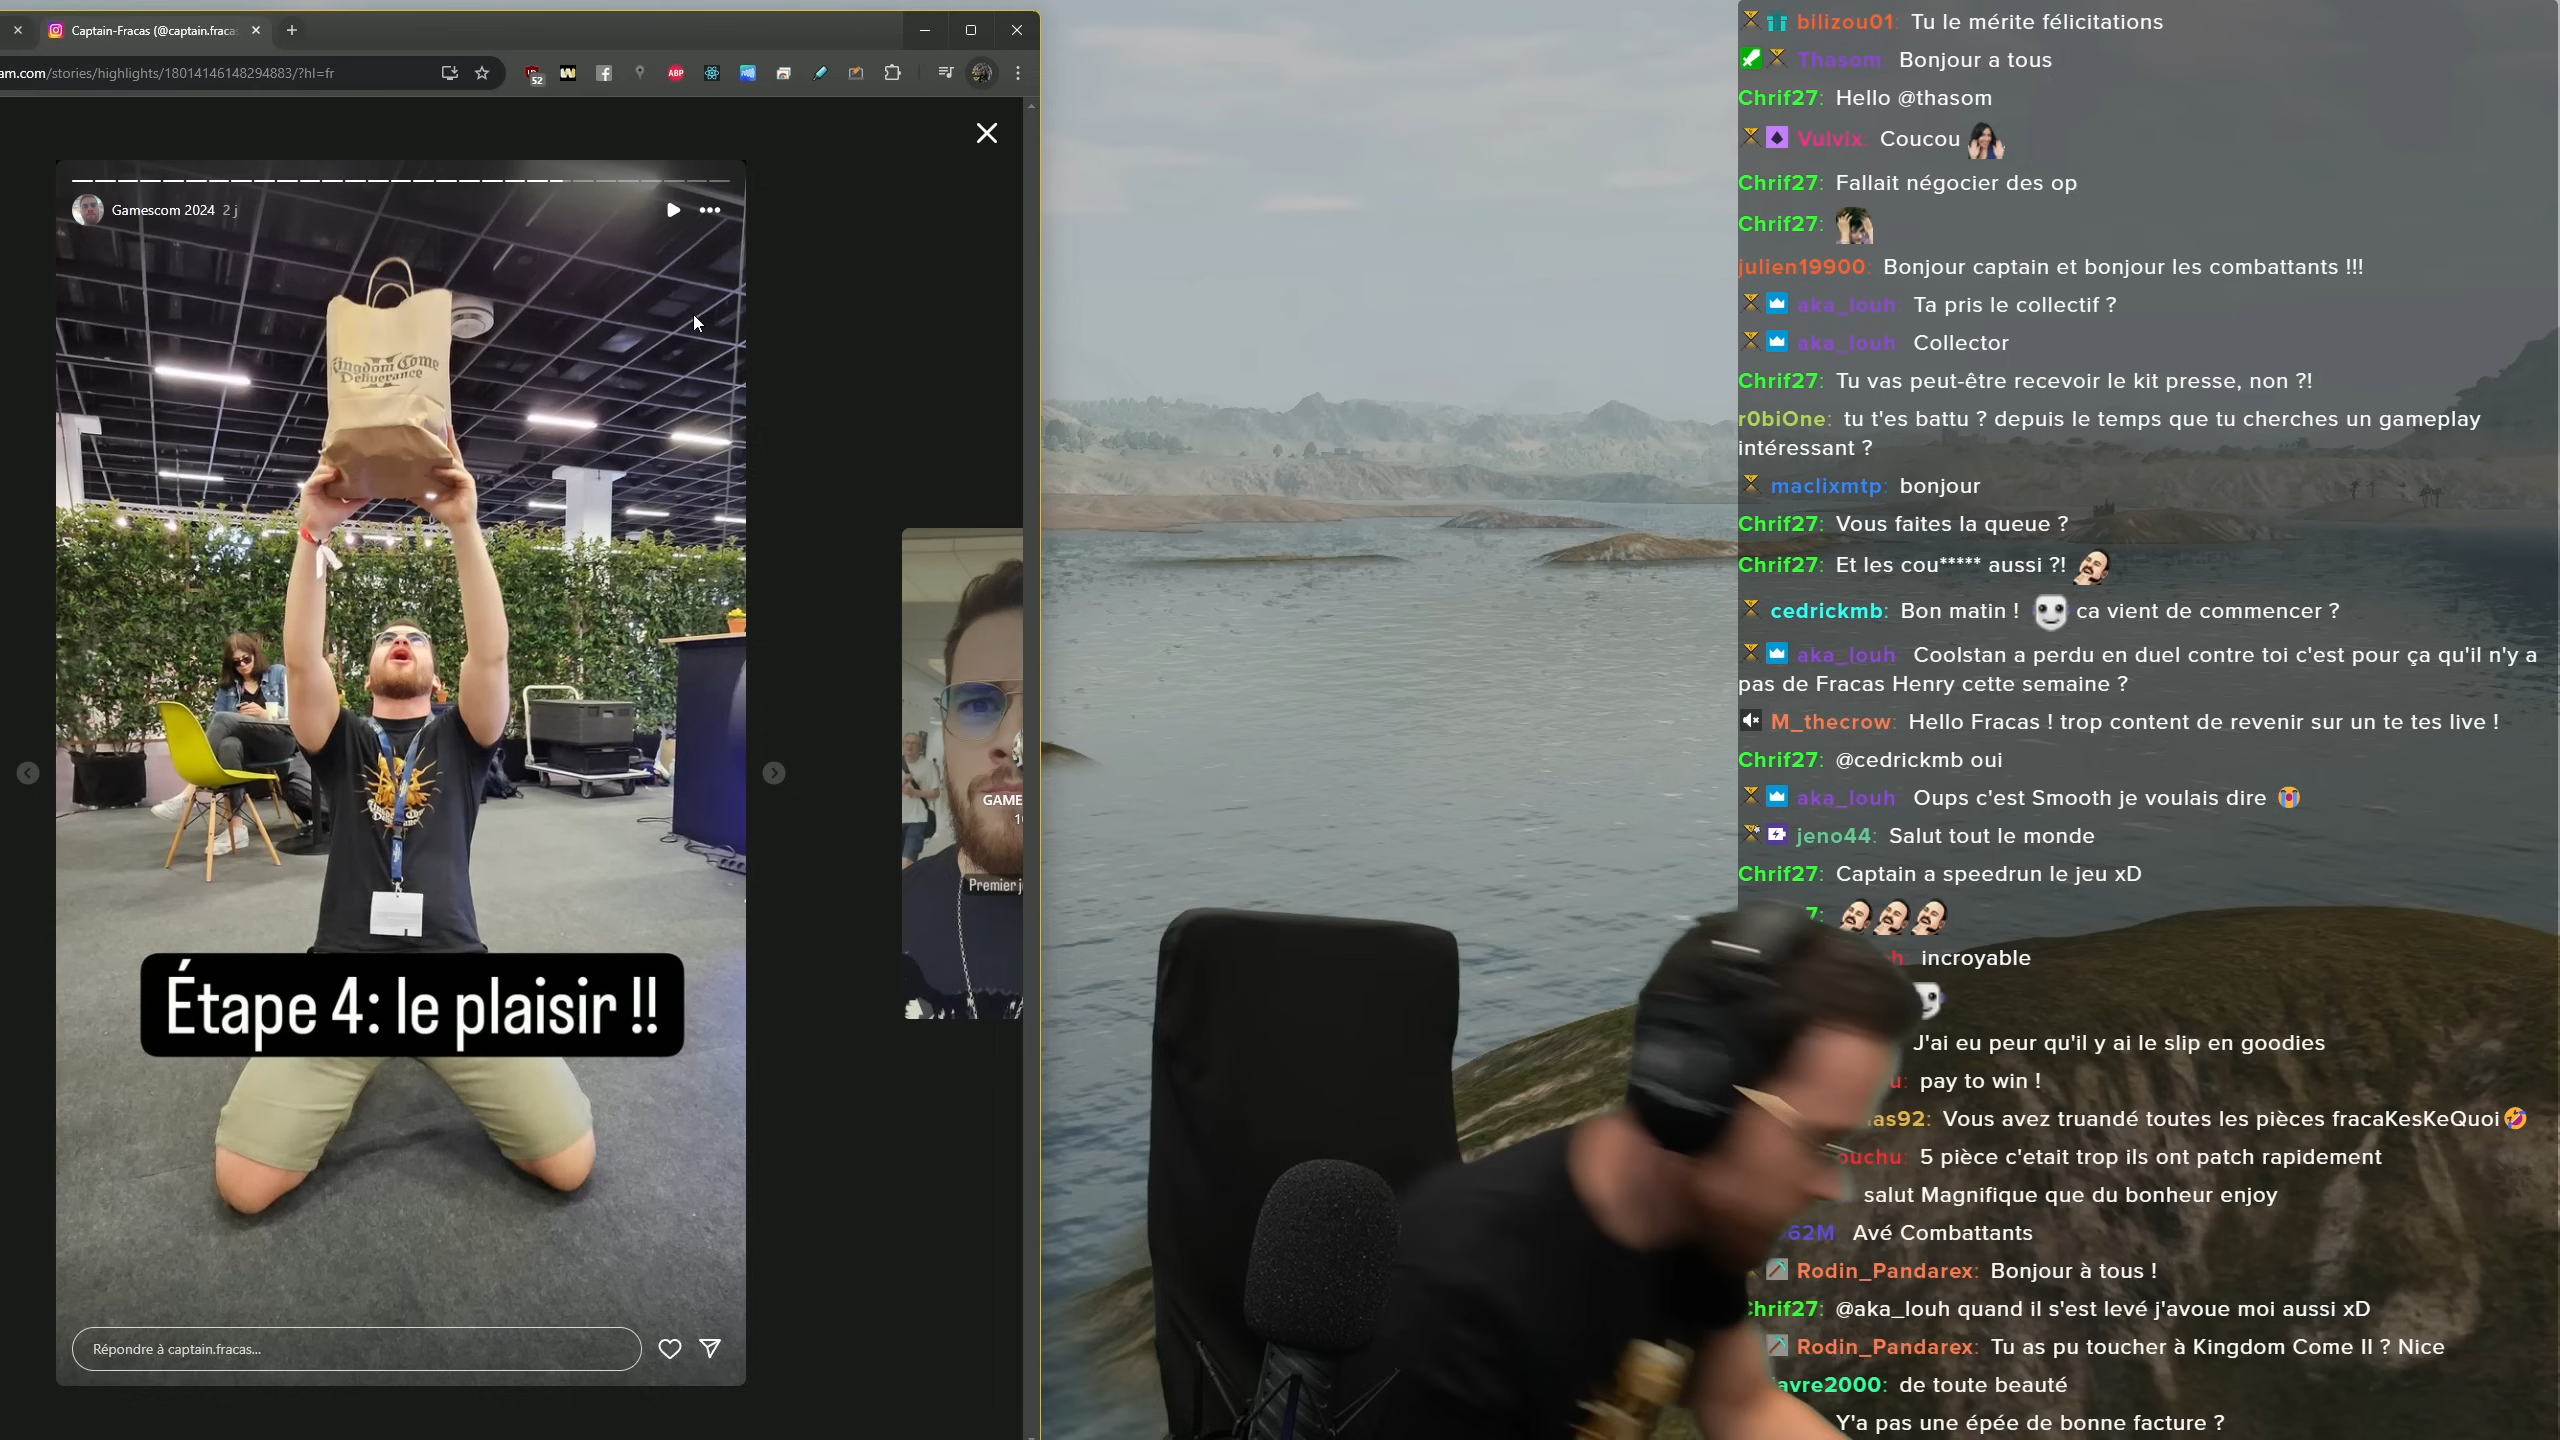 Captain-Fracas (@captain.fraca
am.com/stories/highlights/18014146148294883/?hl=fr
52
ABP
Gamescom 2024 2 j
Kingdom Come
Deliverance
II
Étape 4: le plaisir !!
Répondre à captain.fracas...
GAME
Premier j
bilizou01: Tu le mérite félicitations
Thasom: Bonjour a tous
Chrif27: Hello @thasom
Vulvix: Coucou
Chrif27: Fallait négocier des op
Chrif27:
julien19900: Bonjour captain et bonjour les combattants !!!
aka_louh: Ta pris le collectif ?
aka_louh: Collector
Chrif27: Tu vas peut-être recevoir le kit presse, non ?!
r0biOne: tu t'es battu ? depuis le temps que tu cherches un gameplay
intéressant ?
maclixmtp: bonjour
Chrif27: Vous faites la queue ?
Chrif27: Et les cou***** aussi ?!
cedrickmb: Bon matin ! ca vient de commencer ?
aka_louh: Coolstan a perdu en duel contre toi c'est pour ça qu'il n'y a
pas de Fracas Henry cette semaine ?
M_thecrow: Hello Fracas ! trop content de revenir sur un te tes live !
Chrif27: @cedrickmb oui
aka_louh: Oups c'est Smooth je voulais dire 😭
jeno44: Salut tout le monde
Chrif27: Captain a speedrun le jeu xD
7:
h: incroyable
J'ai eu peur qu'il y ai le slip en goodies
u: pay to win !
as92: Vous avez truandé toutes les pièces fracaKesKeQuoi🤣
ouchu: 5 pièce c'etait trop ils ont patch rapidement
salut Magnifique que du bonheur enjoy
62M: Avé Combattants
Rodin_Pandarex: Bonjour à tous !
Chrif27: @aka_louh quand il s'est levé j'avoue moi aussi xD
Rodin_Pandarex: Tu as pu toucher à Kingdom Come II ? Nice
avre2000: de toute beauté
Y'a pas une épée de bonne facture ?